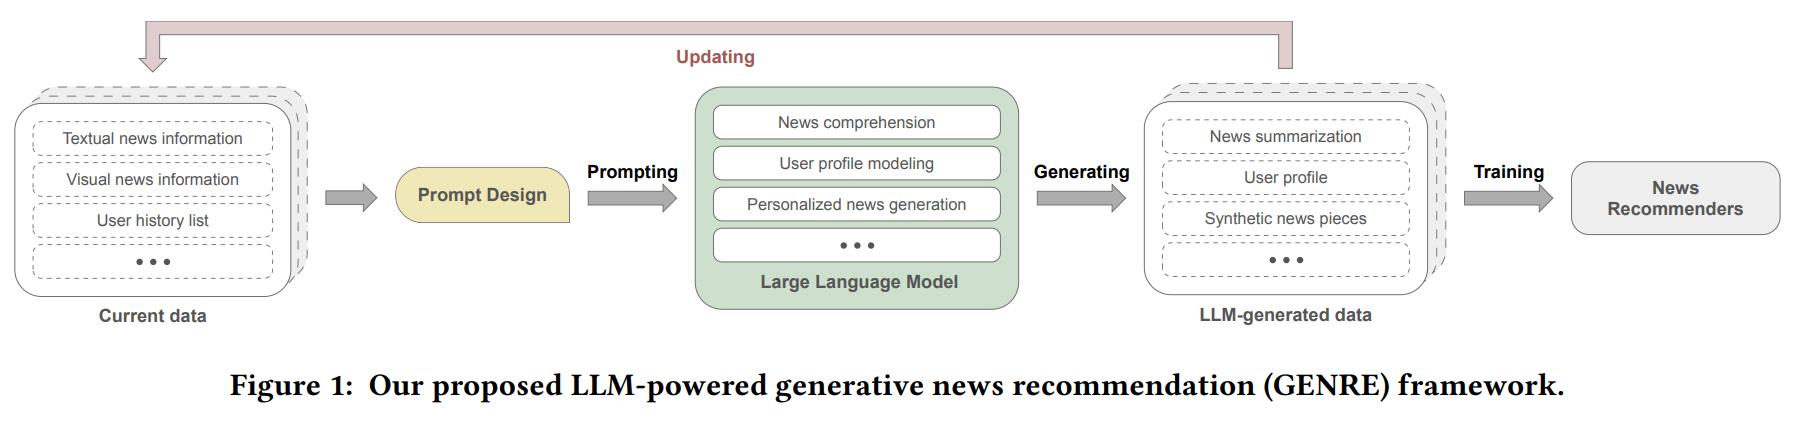 Updating
Textual news information
Visual news information
User history list
Current data
Prompt Design
Prompting
News comprehension
User profile modeling
Personalized news generation
Large Language Model
Generating
News summarization
User profile
Synthetic news pieces
LLM-generated data
Training
News
Recommenders
Figure 1: Our proposed LLM-powered generative news recommendation (GENRE) framework.